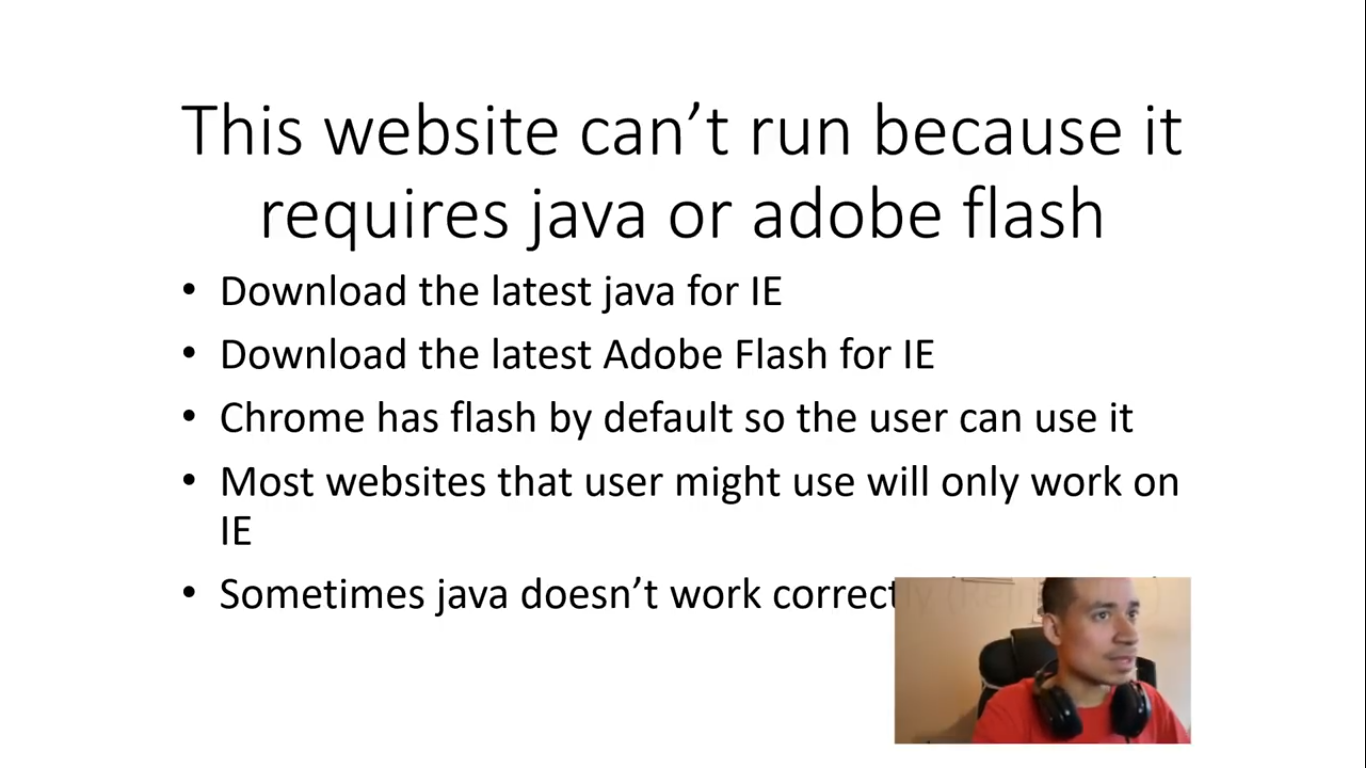 This website can’t run because it
requires java or adobe flash
• Download the latest java for IE
• Download the latest Adobe Flash for IE
• Chrome has flash by default so the user can use it
• Most websites that user might use will only work on
IE
• Sometimes java doesn’t work correctly